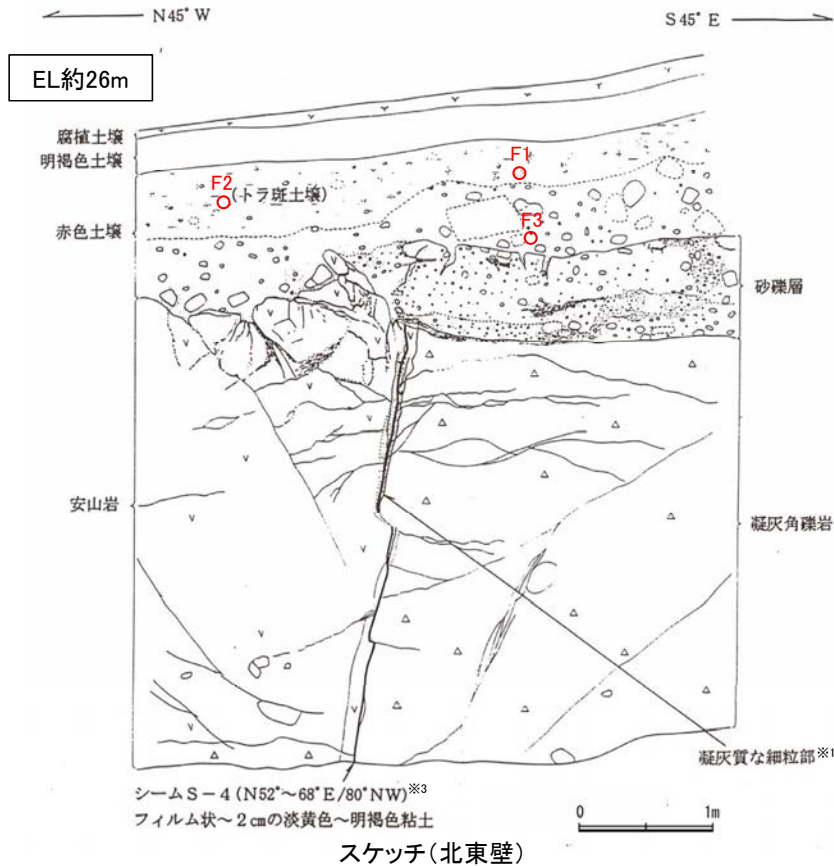 N45°W
S45°E
EL約26m
腐植土壌
明褐色土壌
F1
F2
(トラ斑土壌)
F3
赤色土壌
砂礫層
安山岩
凝灰角礫岩
凝灰質な細粒部※1
シームS-4(N52°~68°E/80°NW)※3
フィルム状~2㎝の淡黄色~明褐色粘土
0 1m
スケッチ(北東壁)